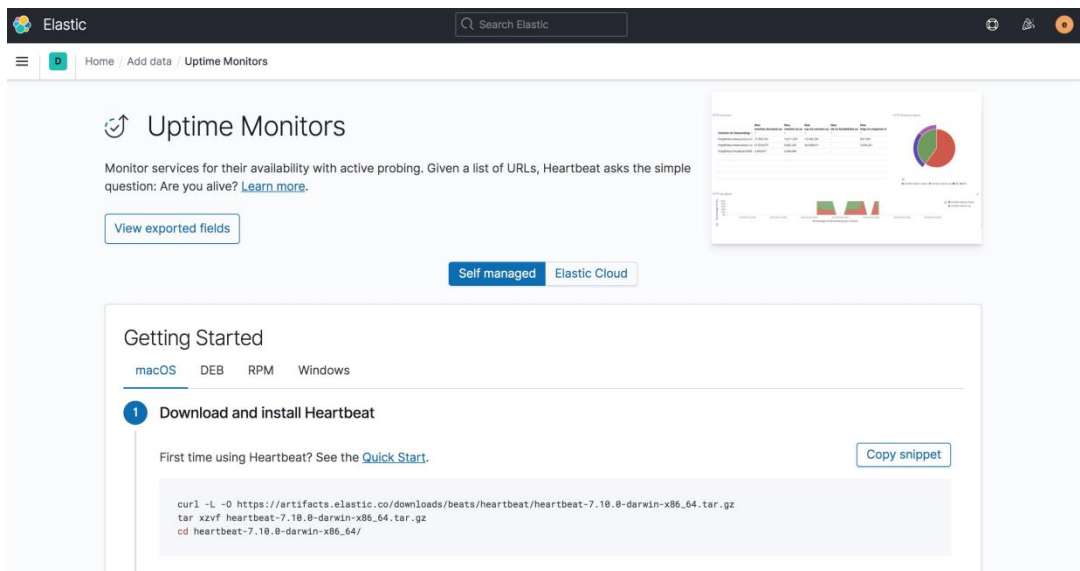 Elastic
Search Elastic
e
D
Home / Add data / Uptime Monitors
Uptime Monitors
Monitor services for their availability with active probing. Given a list of URLs, Heartbeat asks the simple
question: Are you alive? Learn more.
View exported fields
Self managed
Elastic Cloud
Getting Started
macOS
DEB
RPM
Windows
1
Download and install Heartbeat
First time using Heartbeat? See the Quick Start.
Copy snippet
curl -L -O https://artifacts.elastic.co/downloads/beats/heartbeat/heartbeat-7.10.0-darwin-x86_64.tar.gz
tar xzvf heartbeat-7.10.0-darwin-x86_64.tar.gz
cd heartbeat-7.10.0-darwin-x86_64/